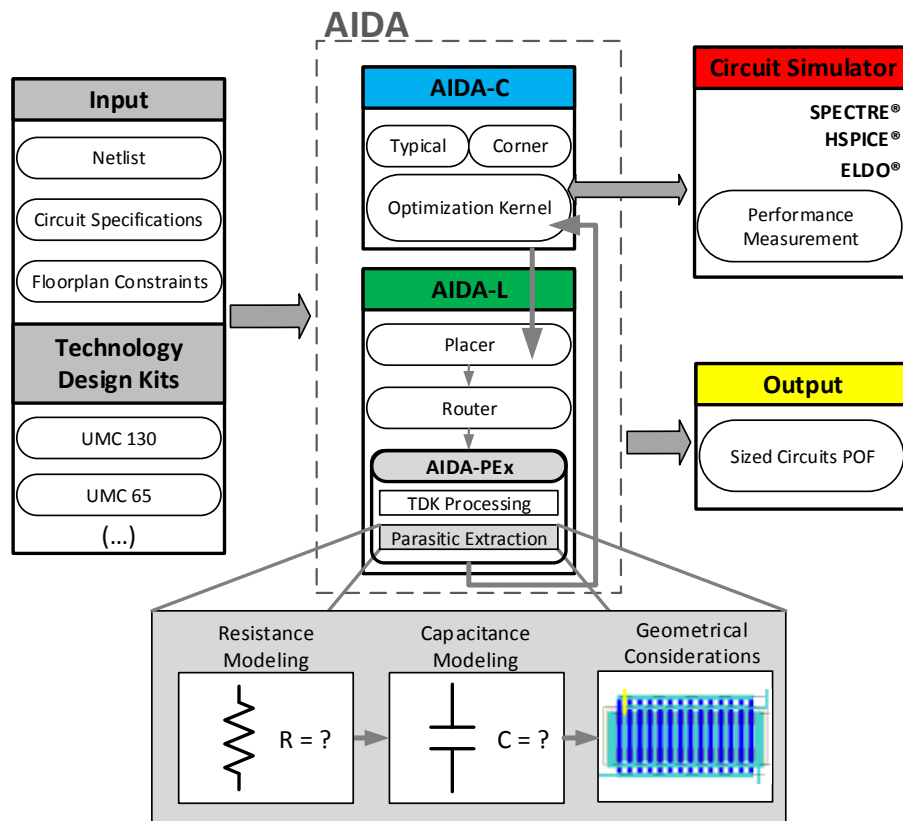 AIDA
Input
Netlist
Circuit Specifications
Floorplan Constraints
Technology
Design Kits
UMC 130
UMC 65
(...)
AIDA-C
Typical
Corner
Optimization Kernel
AIDA-L
Placer
Router
AIDA-PEx
TDK Processing
Parasitic Extraction
Circuit Simulator
SPECTRE®
HSPICE®
ELDO®
Performance
Measurement
Output
Sized Circuits POF
Resistance
Modeling
R = ?
Capacitance
Modeling
C = ?
Geometrical
Considerations